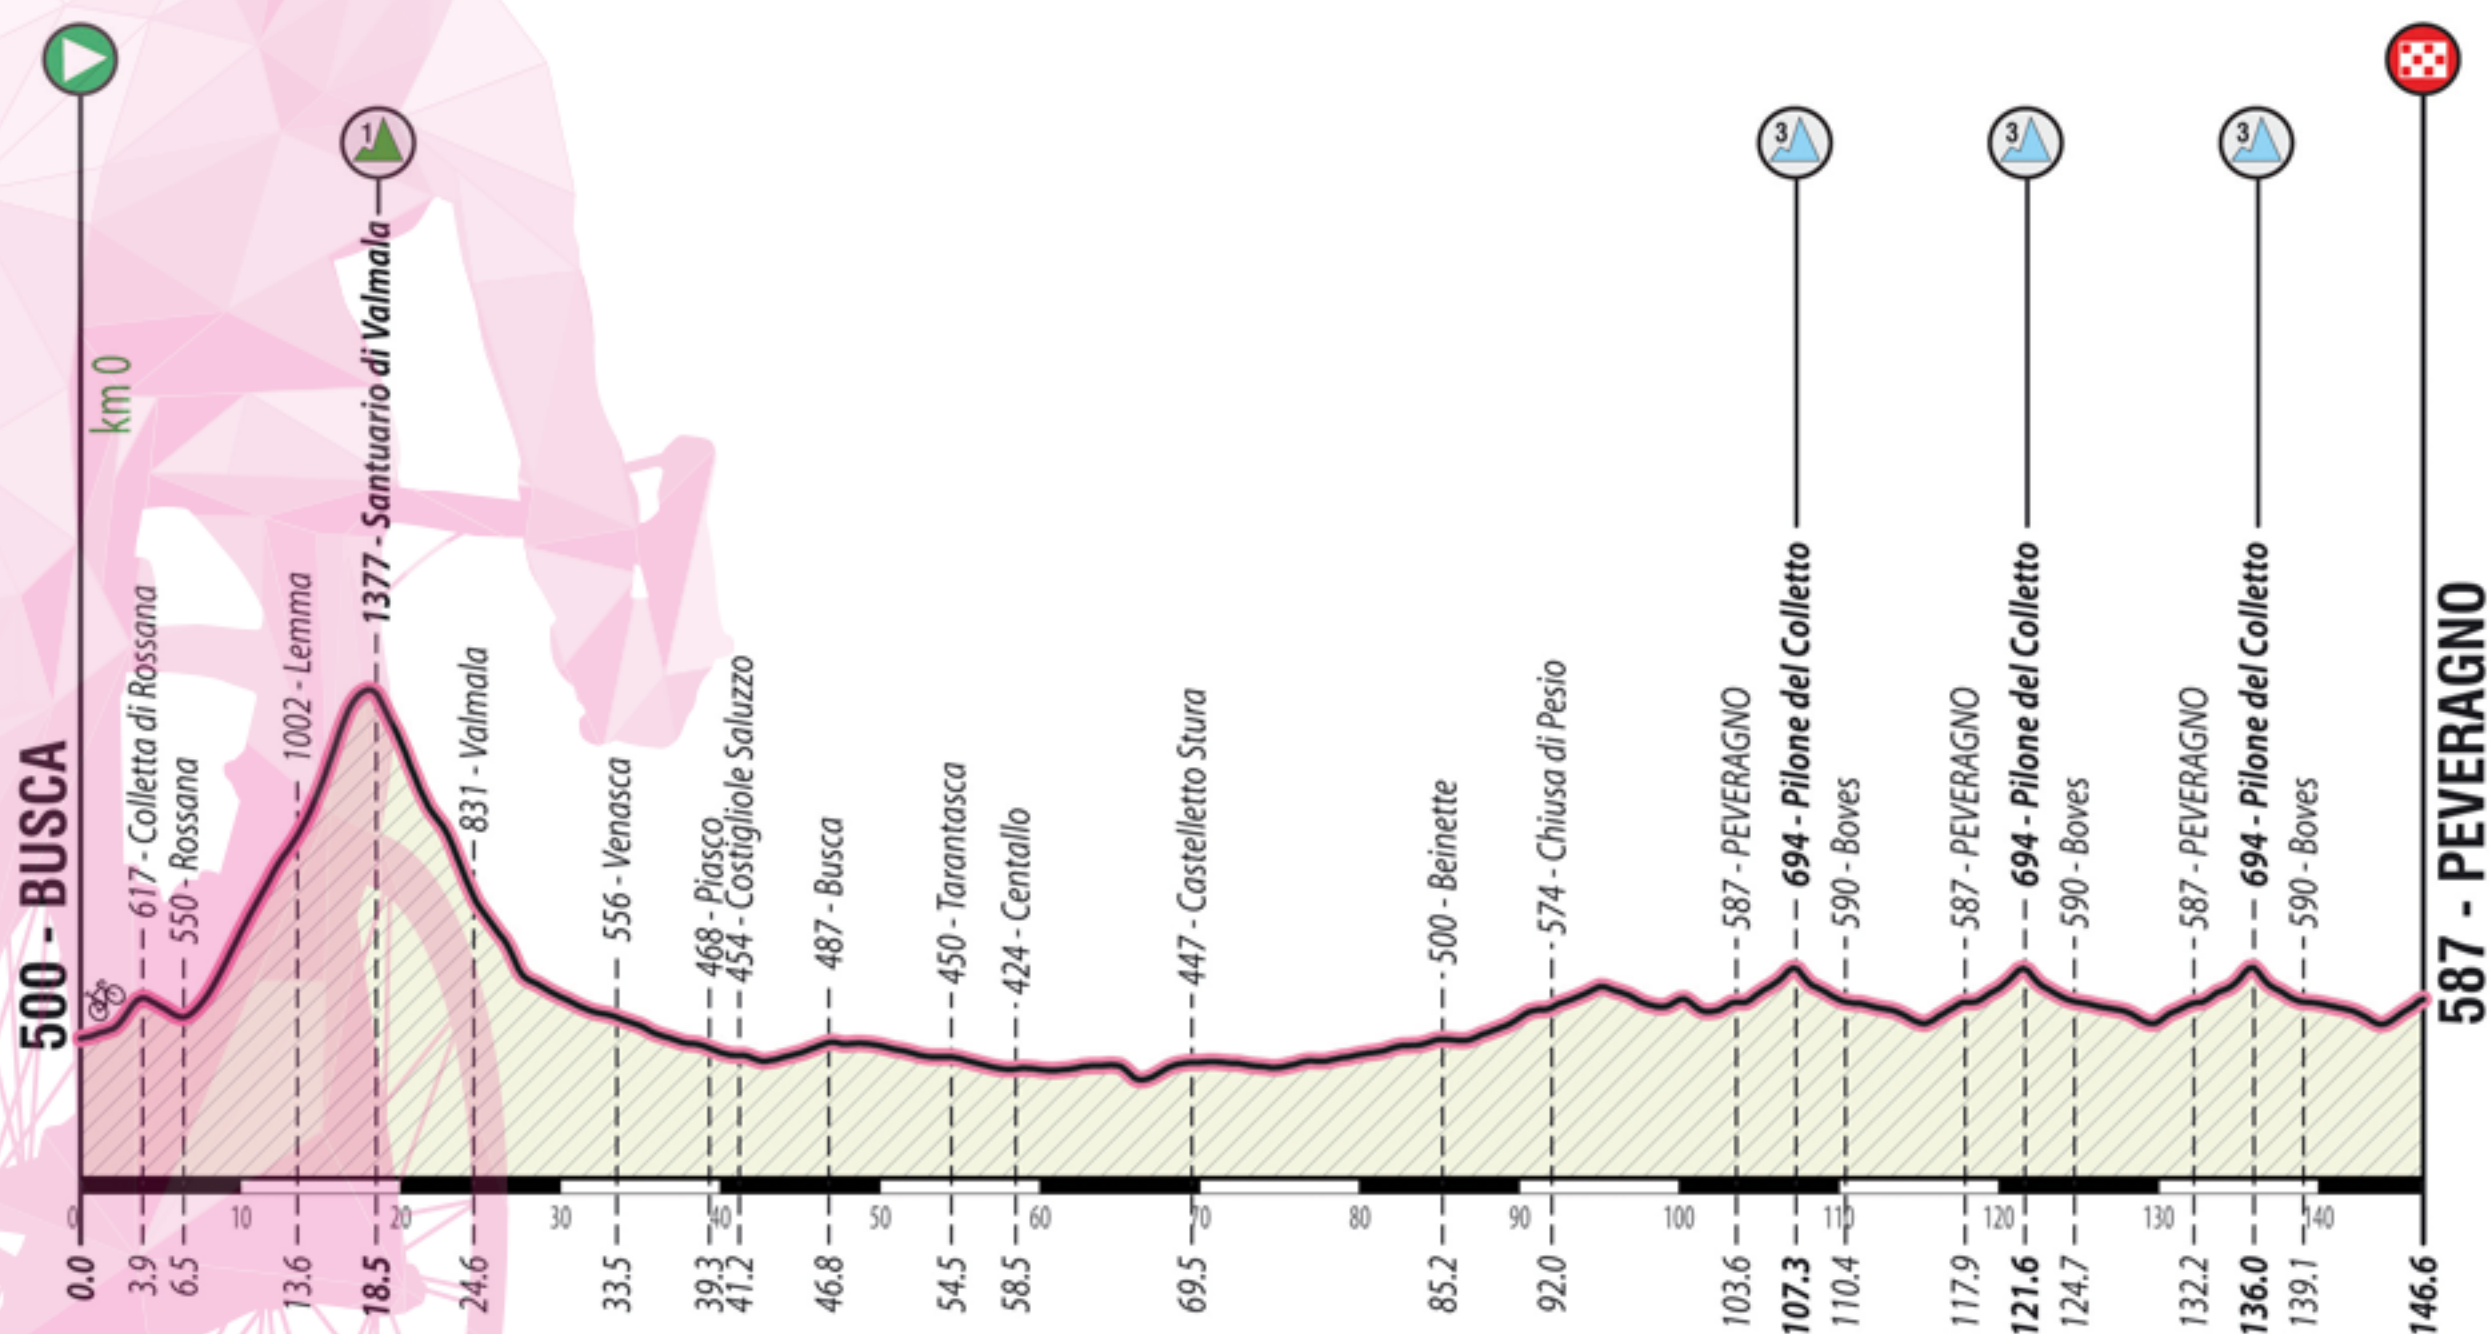 500 - BUSCA
km 0
617 - Colletta di Rossana
550 - Rossana
1002 - Lemma
1
1377 - Santuario di Valmala
831 - Valmala
556 - Venasca
468 - Piasco
454 - Costigliole Saluzzo
487 - Busca
450 - Tarantasca
424 - Centallo
447 - Castelletto Stura
500 - Beinette
574 - Chiusa di Pesio
587 - PEVERAGNO
3
694 - Pilone del Colletto
590 - Boves
587 - PEVERAGNO
3
694 - Pilone del Colletto
590 - Boves
587 - PEVERAGNO
3
694 - Pilone del Colletto
590 - Boves
587 - PEVERAGNO
0 10 20 30 40 50 60 70 80 90 100 110 120 130 140
0.0 3.9 6.5 13.6 18.5 24.6 33.5 39.3 41.2 46.8 54.5 58.5 69.5 85.2 92.0 103.6 107.3 110.4 117.9 121.6 124.7 132.2 136.0 139.1 146.6